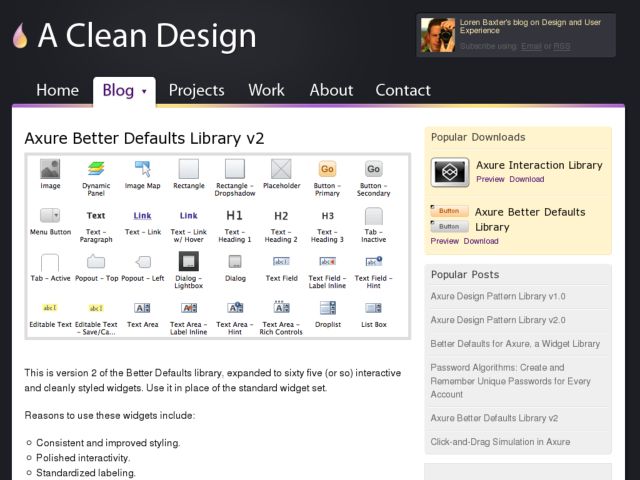 A Clean Design
Loren Baxter's blog on Design and User
Experience
Subscribe using: Email or RSS
Home Blog Projects Work About Contact
Axure Better Defaults Library v2
Image
Dynamic
Panel
Image Map
Rectangle
Rectangle -
Dropshadow
Placeholder
Go
Button -
Primary
Go
Button -
Secondary
Menu Button
Text
Text -
Paragraph
Link
Text - Link
Link
Text - Link
w/ Hover
H1
Text -
Heading 1
H2
Text -
Heading 2
H3
Text -
Heading 3
Tab -
Inactive
Tab - Active
Popout - Top
Popout - Left
Dialog -
Lightbox
Dialog
abc
Text Field
abc
Text Field -
Label Inline
abc
Text Field -
Hint
abc
Editable Text
abc
Editable Text
- Save/Ca...
A
Text Area
A
Text Area -
Label Inline
A
Text Area -
Hint
A
Text Area -
Rich Controls
Droplist
List Box
This is version 2 of the Better Defaults library, expanded to sixty five (or so) interactive
and cleanly styled widgets. Use it in place of the standard widget set.
Reasons to use these widgets include:
Consistent and improved styling.
Polished interactivity.
Standardized labeling.
Popular Downloads
Axure Interaction Library
Preview Download
Button
Button
Axure Better Defaults
Library
Preview Download
Popular Posts
Axure Design Pattern Library v1.0
Axure Design Pattern Library v2.0
Better Defaults for Axure, a Widget Library
Password Algorithms: Create and
Remember Unique Passwords for Every
Account
Axure Better Defaults Library v2
Click-and-Drag Simulation in Axure